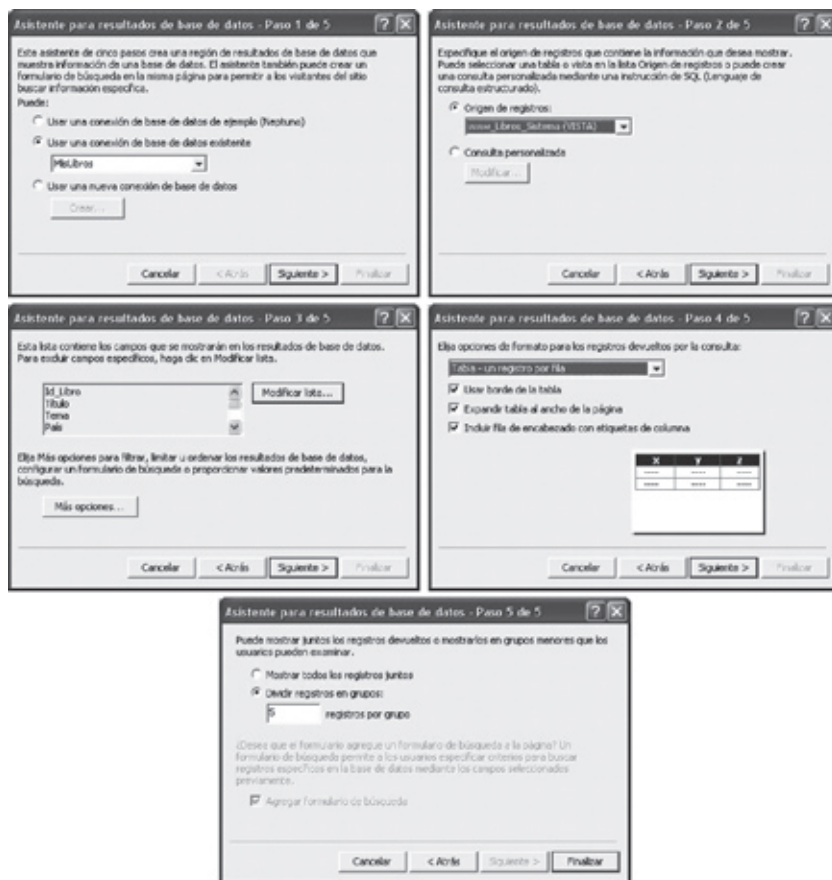 Asistente para resultados de base de datos - Paso 1 de 5
Este asistente de cinco pasos crea una región de resultados de base de datos que
muestra información de una base de datos. El asistente también puede crear un
formulario de búsqueda en la misma página para permitir a los visitantes del sitio
buscar información específica.
Puede:
Usar una conexión de base de datos de ejemplo (Neptuno)
Usar una conexión de base de datos existente
MisLibros
Usar una nueva conexión de base de datos
Crear...
Cancelar
< Atrás
Siguiente >
Finalizar
Asistente para resultados de base de datos - Paso 2 de 5
Especifique el origen de registros que contiene la información que desea mostrar.
Puede seleccionar una tabla o vista en la lista Origen de registros o puede crear
una consulta personalizada mediante una instrucción de SQL (Lenguaje de
consulta estructurado).
Origen de registros:
(VISTA)
Consulta personalizada
Modificar...
Cancelar
< Atrás
Siguiente >
Finalizar
Asistente para resultados de base de datos - Paso 3 de 5
Esta lista contiene los campos que se mostrarán en los resultados de base de datos.
Para excluir campos específicos, haga clic en Modificar lista.
Id_Libro
Título
Tema
País
Modificar lista...
Elija Más opciones para filtrar, limitar u ordenar los resultados de base de datos,
configurar un formulario de búsqueda o proporcionar valores predeterminados para la
búsqueda.
Más opciones...
Cancelar
< Atrás
Siguiente >
Finalizar
Asistente para resultados de base de datos - Paso 4 de 5
Elija opciones de formato para los registros devueltos por la consulta:
Tabla - un registro por fila
Usar borde de la tabla
Expandir tabla al ancho de la página
Incluir fila de encabezado con etiquetas de columna
X Y Z
---- ---- ----
---- ---- ----
Cancelar
< Atrás
Siguiente >
Finalizar
Asistente para resultados de base de datos - Paso 5 de 5
Puede mostrar juntos los registros devueltos o mostrarlos en grupos menores que los
usuarios pueden examinar.
Mostrar todos los registros juntos
Dividir registros en grupos:
5 registros por grupo
¿Desea que el formulario agregue un formulario de búsqueda a la página? Un
formulario de búsqueda permite a los usuarios especificar criterios para buscar
registros específicos en la base de datos mediante los campos seleccionados
previamente.
Agregar formulario de búsqueda
Cancelar
< Atrás
Siguiente >
Finalizar